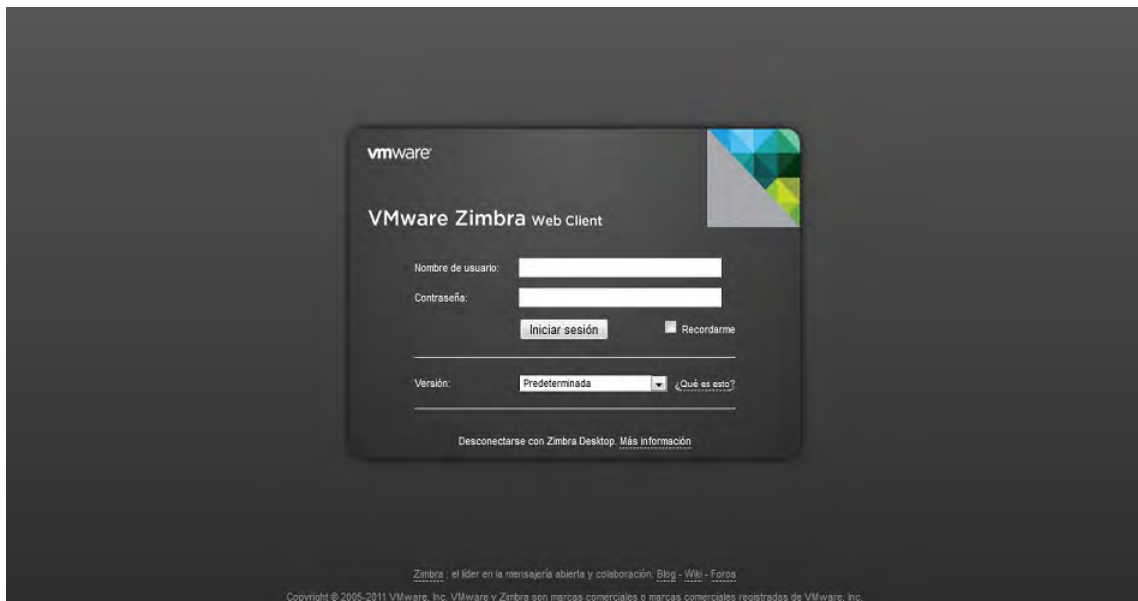 vmware
VMware Zimbra Web Client
Nombre de usuario:
Contraseña:
Iniciar sesión Recordarme
Versión: Predeterminada ¿Qué es esto?
Desconectarse con Zimbra Desktop. Más información
Zimbra : el líder en la mensajería abierta y colaboración; Blog - Wiki - Foros
Copyright © 2005-2011 VMware, Inc. VMware y Zimbra son marcas comerciales o marcas comerciales registradas de VMware, Inc.